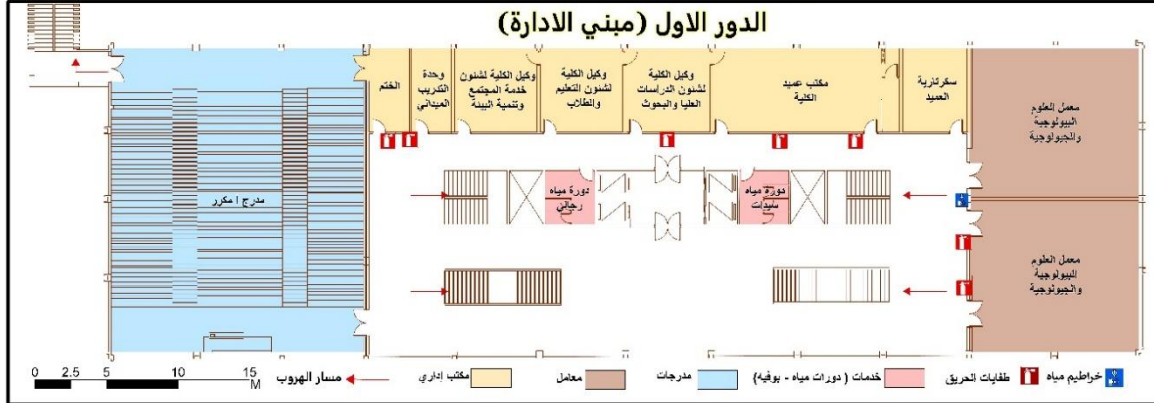 الدور الاول (مبني الادارة)
سكرتارية
العميد
مكتب عميد
الكلية
وكيل الكلية
لشئون الدراسات
العليا والبحوث
وكيل الكلية
لشئون التعليم
والطلاب
وكيل الكلية لشئون
خدمة المجتمع
وتنمية البيئة
وحدة
التدريب
الميداني
الختم
معمل العلوم
البيولوجية
والجيولوجية
مدرج ا مكرر
دورة مياه
رجالي
دورة مياه
سيدات
معمل العلوم
البيولوجية
والجيولوجية
خراطيم مياه
طفايات الحريق
خدمات ( دورات مياه - بوفيه)
مدرجات
معامل
مكتب إداري
مسار الهروب
0 2.5 5 10 15
M